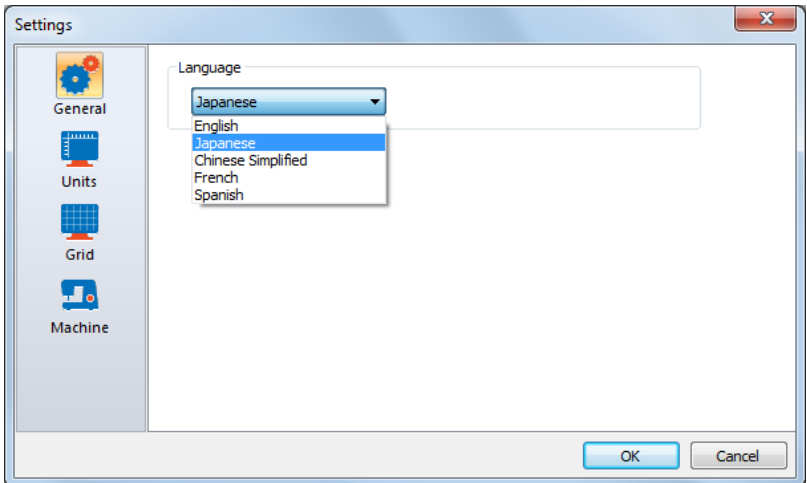 Settings
General
Units
Grid
Machine
Language
Japanese
English
Japanese
Chinese Simplified
French
Spanish
OK
Cancel